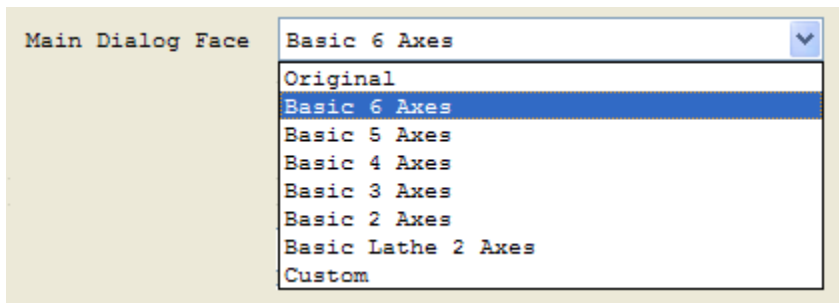 Main Dialog Face Basic 6 Axes
Original
Basic 6 Axes
Basic 5 Axes
Basic 4 Axes
Basic 3 Axes
Basic 2 Axes
Basic Lathe 2 Axes
Custom